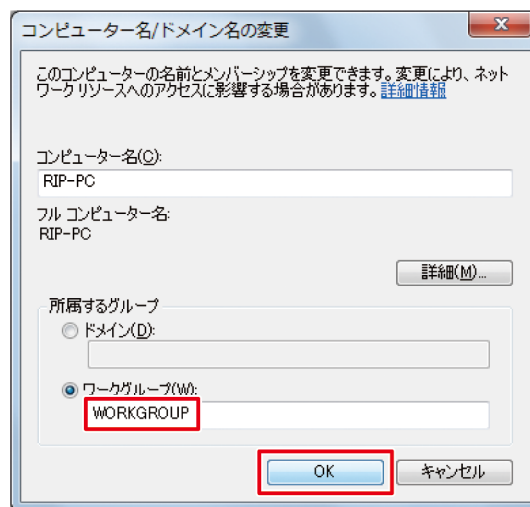 コンピューター名/ドメイン名の変更
このコンピューターの名前とメンバーシップを変更できます。変更により、ネット
ワーク リソースへのアクセスに影響する場合があります。詳細情報
コンピューター名(C):
RIP-PC
フル コンピューター名:
RIP-PC
詳細(M)...
所属するグループ
ドメイン(D):
ワークグループ(W):
WORKGROUP
OK
キャンセル